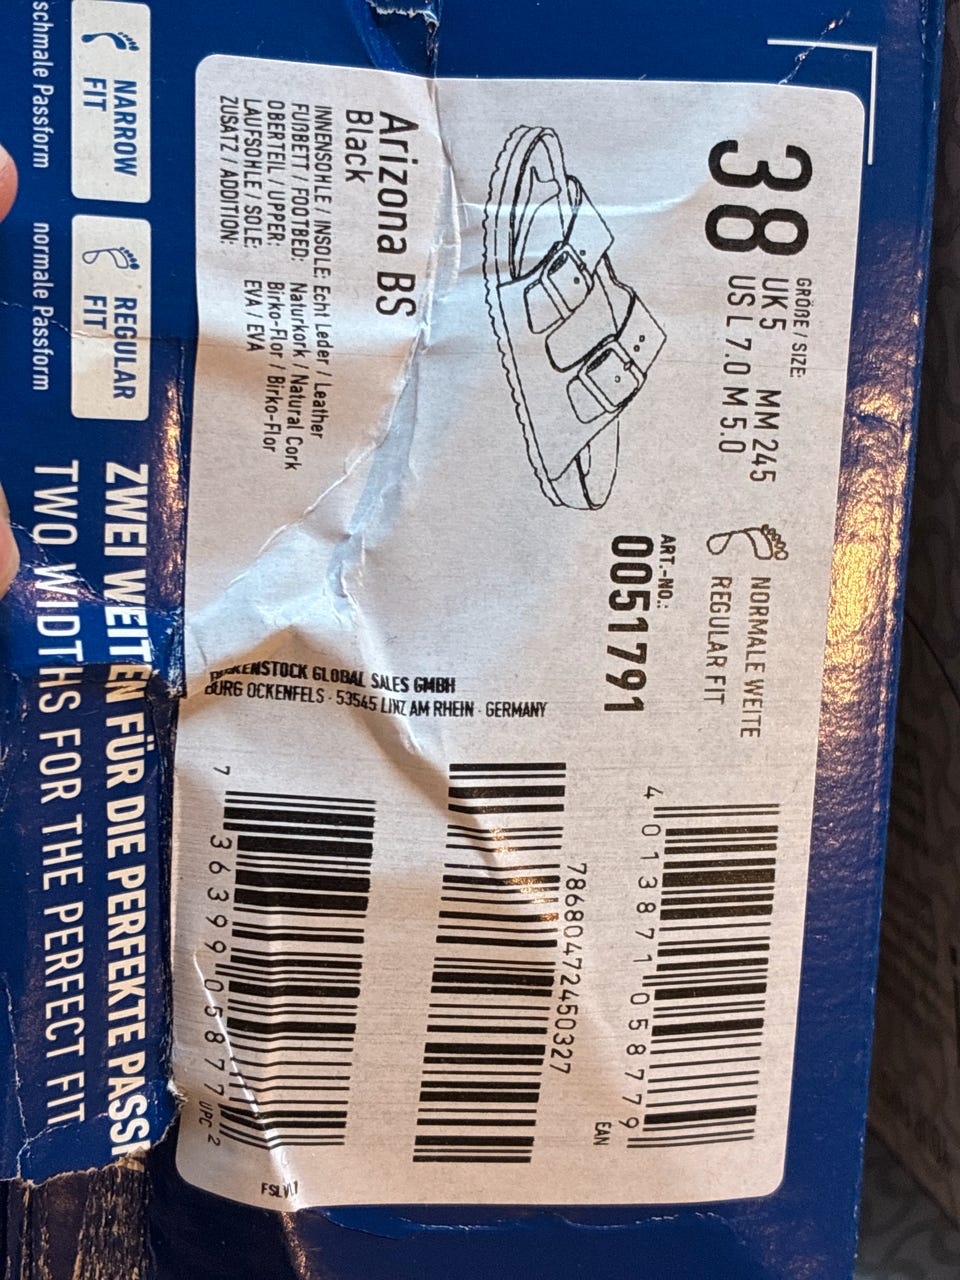 38
GRÖßE / SIZE:
UK 5 MM 245
US L 7.0 M 5.0
NORMALE WEITE
REGULAR FIT
ART.-NO.:
0051791
4 013871 058779
EAN
78680472450327
Arizona BS
Black
INNENSOHLE / INSOLE: Echt Leder / Leather
FUßBETT / FOOTBED: Naturkork / Natural Cork
OBERTEIL / UPPER: Birko-Flor / Birko-Flor
LAUFSOHLE / SOLE: EVA / EVA
ZUSATZ / ADDITION:
BIRKENSTOCK GLOBAL SALES GMBH
BURG OCKENFELS - 53545 LINZ AM RHEIN - GERMANY
7 36399 05877 UPC 2
NARROW
FIT
schmale Passform
REGULAR
FIT
normale Passform
ZWEI WEITEN FÜR DIE PERFEKTE PASSF
TWO WIDTHS FOR THE PERFECT FIT